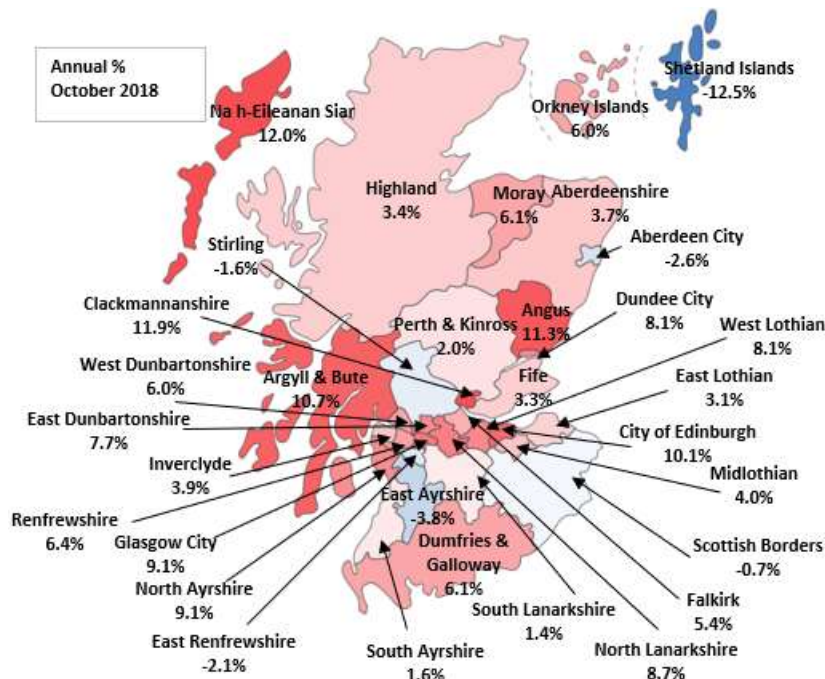 Annual %
October 2018
Shetland Islands
-12.5%
Na h-Eileanan Siar
12.0%
Orkney Islands
6.0%
Highland
3.4%
Moray
6.1%
Aberdeenshire
3.7%
Stirling
-1.6%
Aberdeen City
-2.6%
Clackmannanshire
11.9%
Perth & Kinross
2.0%
Angus
11.3%
Dundee City
8.1%
West Lothian
8.1%
West Dunbartonshire
6.0%
Argyll & Bute
10.7%
Fife
3.3%
East Lothian
3.1%
East Dunbartonshire
7.7%
City of Edinburgh
10.1%
Inverclyde
3.9%
Midlothian
4.0%
Renfrewshire
6.4%
East Ayrshire
-3.8%
Glasgow City
9.1%
Dumfries &
Galloway
6.1%
Scottish Borders
-0.7%
North Ayrshire
9.1%
South Lanarkshire
1.4%
Falkirk
5.4%
East Renfrewshire
-2.1%
South Ayrshire
1.6%
North Lanarkshire
8.7%